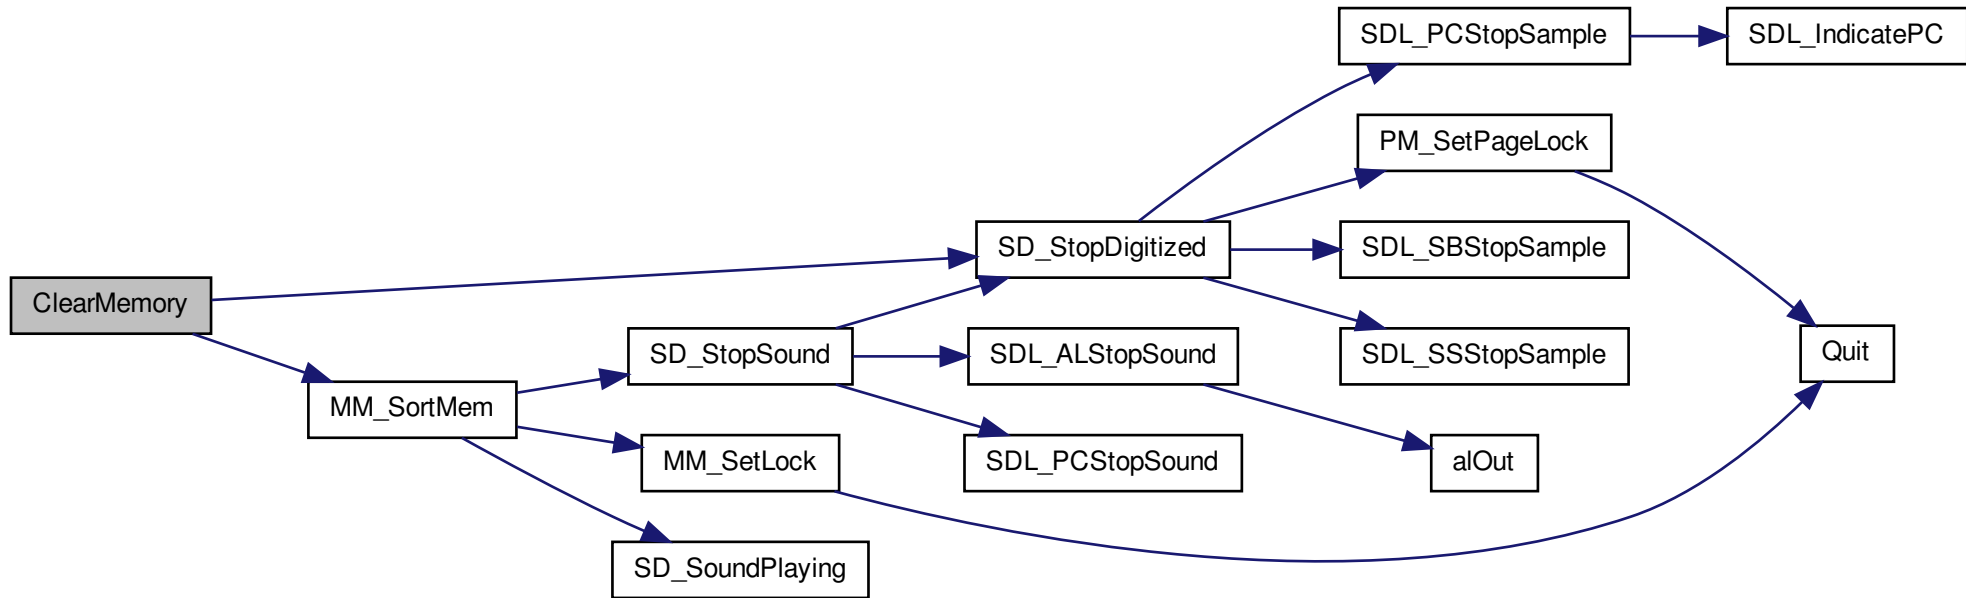 SDL_PCStopSample
SDL_IndicatePC
PM_SetPageLock
SD_StopDigitized
SDL_SBStopSample
ClearMemory
SD_StopSound
SDL_ALStopSound
SDL_SSStopSample
Quit
MM_SortMem
MM_SetLock
SDL_PCStopSound
alOut
SD_SoundPlaying